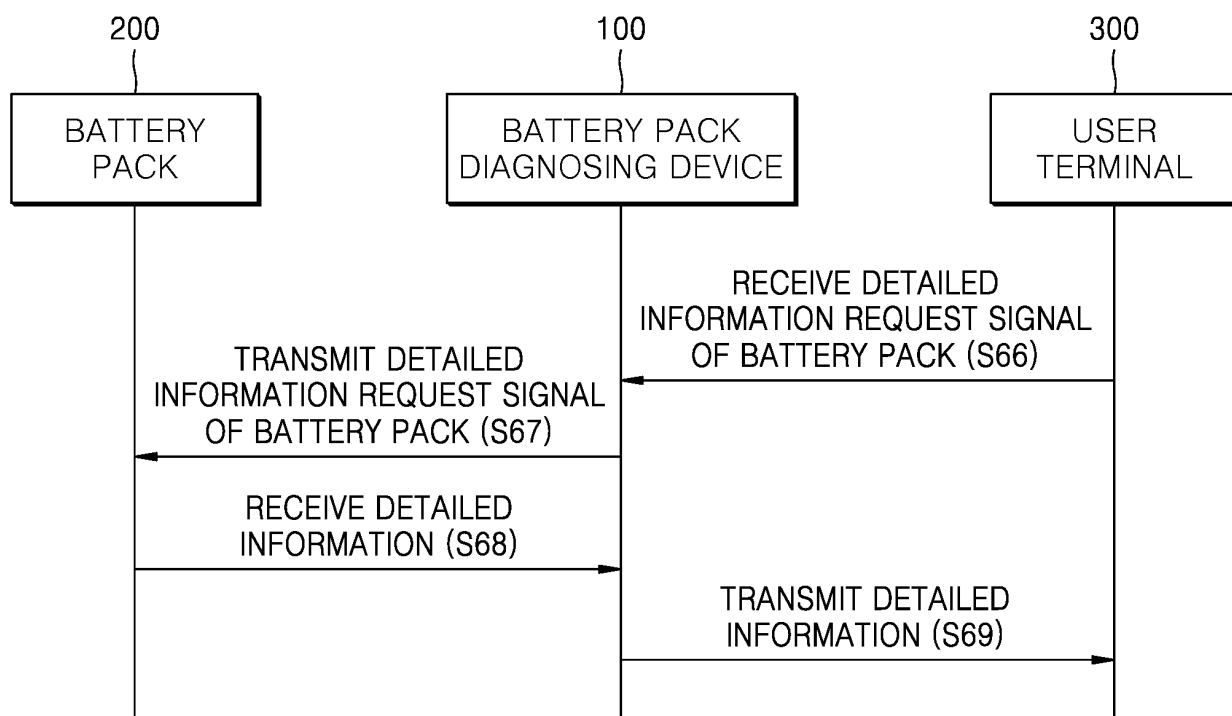 200
100
300
BATTERY
PACK
BATTERY PACK
DIAGNOSING DEVICE
USER
TERMINAL
RECEIVE DETAILED
INFORMATION REQUEST SIGNAL
OF BATTERY PACK (S66)
TRANSMIT DETAILED
INFORMATION REQUEST SIGNAL
OF BATTERY PACK (S67)
RECEIVE DETAILED
INFORMATION (S68)
TRANSMIT DETAILED
INFORMATION (S69)